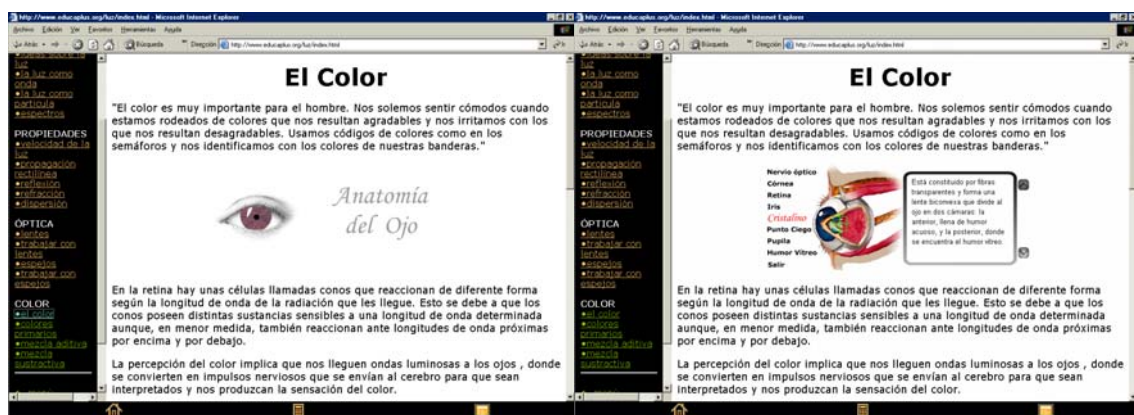 http://www.educaplus.org/luz/index.html - Microsoft Internet Explorer
Archivo Edición Ver Favoritos Herramientas Ayuda
Atrás Búsqueda Dirección http://www.educaplus.org/luz/index.html
luz
la luz como
onda
la luz como
partícula
espectros
PROPIEDADES
velocidad de la
luz
propagación
rectilínea
reflexión
refracción
dispersión
ÓPTICA
lentes
trabajar con
lentes
espejos
trabajar con
espejos
COLOR
el color
colores
primarios
mezcla aditiva
mezcla
sustractiva
El Color
"El color es muy importante para el hombre. Nos solemos sentir cómodos cuando
estamos rodeados de colores que nos resultan agradables y nos irritamos con los
que nos resultan desagradables. Usamos códigos de colores como en los
semáforos y nos identificamos con los colores de nuestras banderas."
Anatomía
del Ojo
En la retina hay unas células llamadas conos que reaccionan de diferente forma
según la longitud de onda de la radiación que les llegue. Esto se debe a que los
conos poseen distintas sustancias sensibles a una longitud de onda determinada
aunque, en menor medida, también reaccionan ante longitudes de onda próximas
por encima y por debajo.
La percepción del color implica que nos lleguen ondas luminosas a los ojos , donde
se convierten en impulsos nerviosos que se envían al cerebro para que sean
interpretados y nos produzcan la sensación del color.
http://www.educaplus.org/luz/index.html - Microsoft Internet Explorer
Archivo Edición Ver Favoritos Herramientas Ayuda
Atrás Búsqueda Dirección http://www.educaplus.org/luz/index.html
luz
la luz como
onda
la luz como
partícula
espectros
PROPIEDADES
velocidad de la
luz
propagación
rectilínea
reflexión
refracción
dispersión
ÓPTICA
lentes
trabajar con
lentes
espejos
trabajar con
espejos
COLOR
el color
colores
primarios
mezcla aditiva
mezcla
sustractiva
El Color
"El color es muy importante para el hombre. Nos solemos sentir cómodos cuando
estamos rodeados de colores que nos resultan agradables y nos irritamos con los
que nos resultan desagradables. Usamos códigos de colores como en los
semáforos y nos identificamos con los colores de nuestras banderas."
Nervio óptico
Córnea
Retina
Iris
Cristalino
Punto Ciego
Pupila
Humor Vítreo
Salir
Está constituido por fibras
transparentes y forma una
lente biconvexa que divide al
ojo en dos cámaras: la
anterior, llena de humor
acuoso, y la posterior, donde
se encuentra el humor vítreo.
En la retina hay unas células llamadas conos que reaccionan de diferente forma
según la longitud de onda de la radiación que les llegue. Esto se debe a que los
conos poseen distintas sustancias sensibles a una longitud de onda determinada
aunque, en menor medida, también reaccionan ante longitudes de onda próximas
por encima y por debajo.
La percepción del color implica que nos lleguen ondas luminosas a los ojos , donde
se convierten en impulsos nerviosos que se envían al cerebro para que sean
interpretados y nos produzcan la sensación del color.